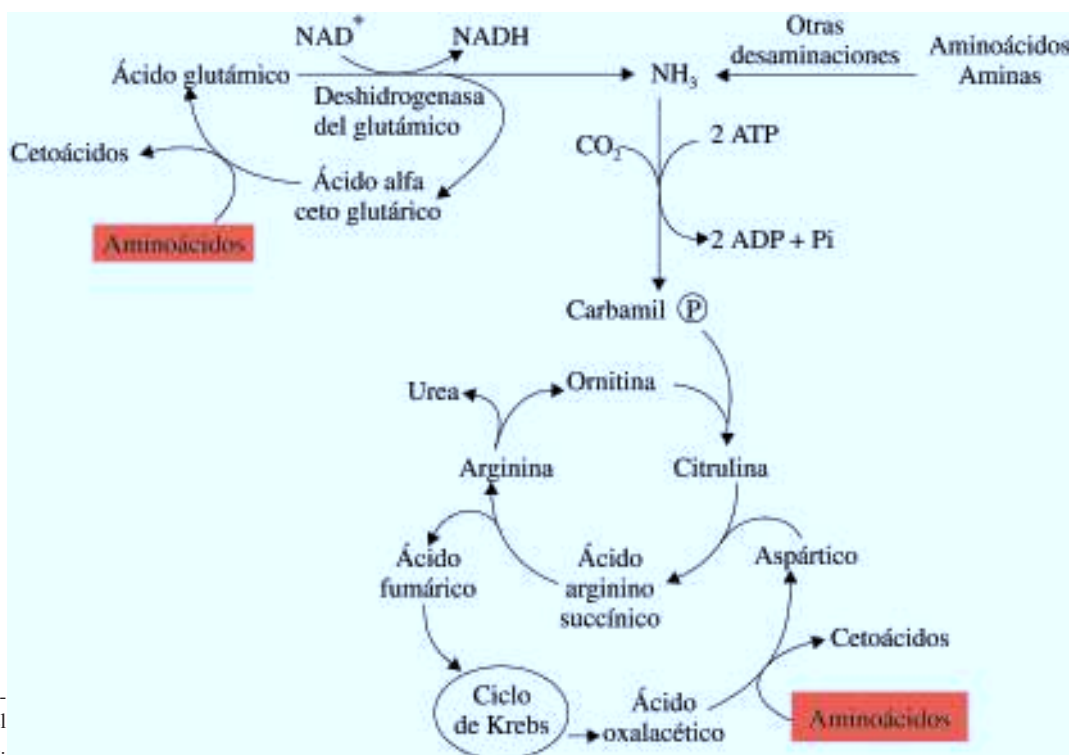 NAD+
NADH
Otras
desaminaciones
Aminoácidos
Aminas
Ácido glutámico
NH3
Deshidrogenasa
del glutámico
CO2
2 ATP
Cetoácidos
Ácido alfa
ceto glutárico
Aminoácidos
2 ADP + Pi
Carbamil P
Urea
Ornitina
Arginina
Citrulina
Ácido
fumárico
Ácido
arginino
succínico
Aspártico
Cetoácidos
Ciclo
de Krebs
Ácido
oxalacético
Aminoácidos